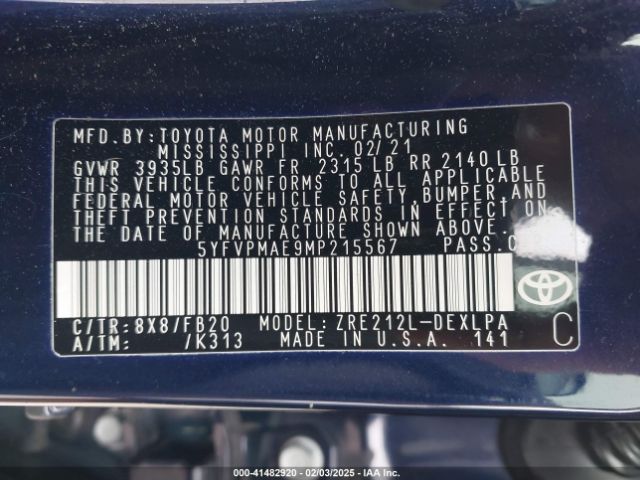 MFD. BY: TOYOTA MOTOR MANUFACTURING
MISSISSIPPI INC. 02/21
GVWR 3935LB GAWR FR 2315 LB RR 2140 LB
THIS VEHICLE CONFORMS TO ALL APPLICABLE
FEDERAL MOTOR VEHICLE SAFETY, BUMPER, AND
THEFT PREVENTION STANDARDS IN EFFECT ON
THE DATE OF MANUFACTURE SHOWN ABOVE.
5YFVPMAE9MP215567 PASS.
C/TR: 8X8/FB20 MODEL: ZRE212L-DEXLPA
A/TM: /K313 MADE IN U.S.A. 141
C
000-41482920 - 02/03/2025 - IAA Inc.